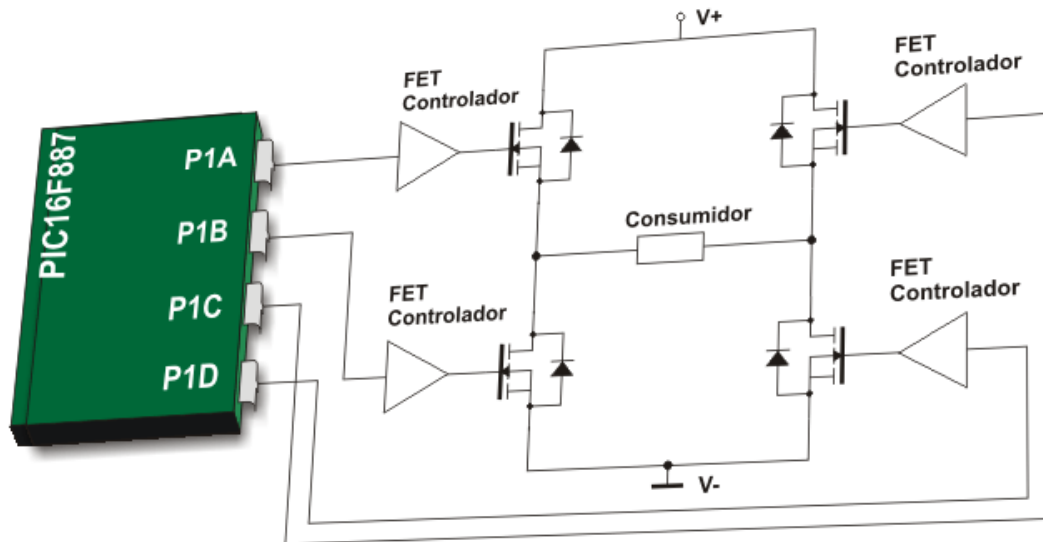 V+
FET
Controlador
FET
Controlador
PIC16F887
P1A
P1B
P1C
P1D
Consumidor
FET
Controlador
FET
Controlador
V-